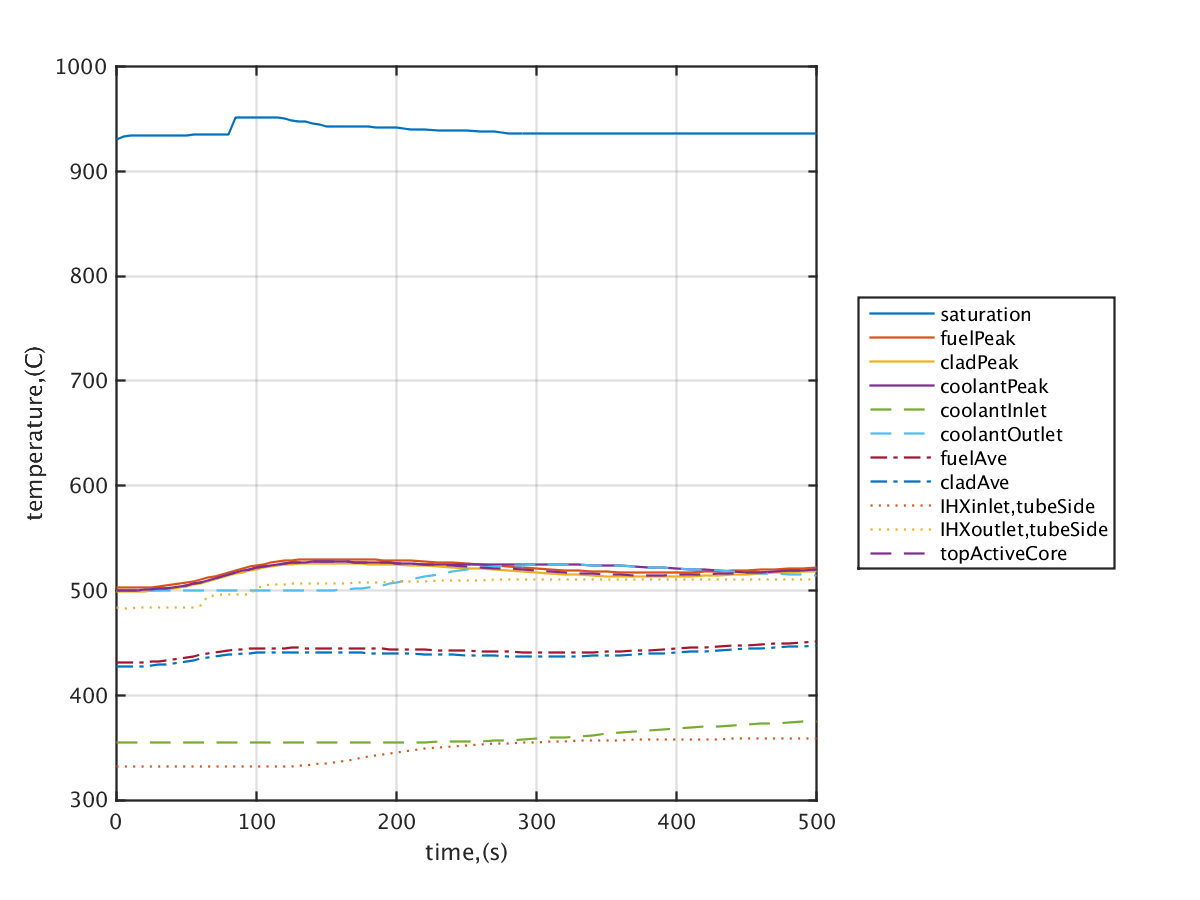 1000
900
800
700
600
500
400
300
temperature,(C)
0 100 200 300 400 500
time,(s)
saturation
fuelPeak
cladPeak
coolantPeak
coolantInlet
coolantOutlet
fuelAve
cladAve
IHXinlet,tubeSide
IHXoutlet,tubeSide
topActiveCore